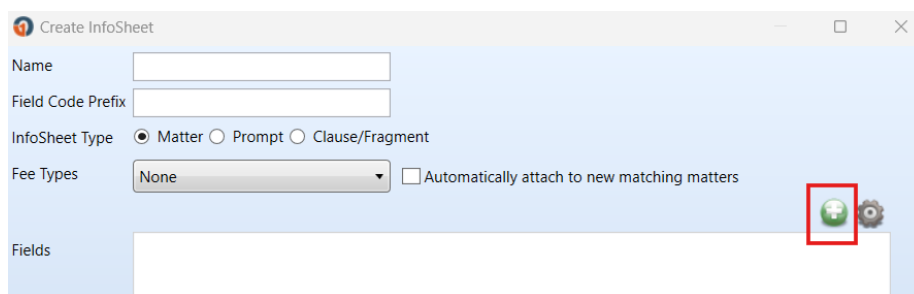 Create InfoSheet
Name
Field Code Prefix
InfoSheet Type Matter Prompt Clause/Fragment
Fee Types None Automatically attach to new matching matters
Fields